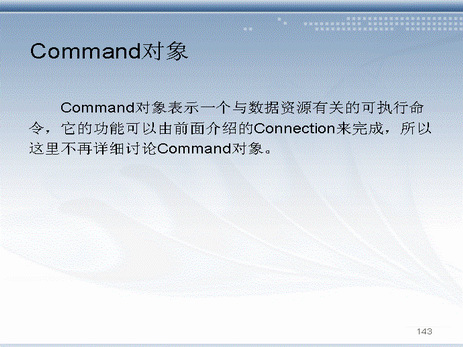 Command对象
Command对象表示一个与数据资源有关的可执行命
令，它的功能可以由前面介绍的Connection来完成，所以
这里不再详细讨论Command对象。
143